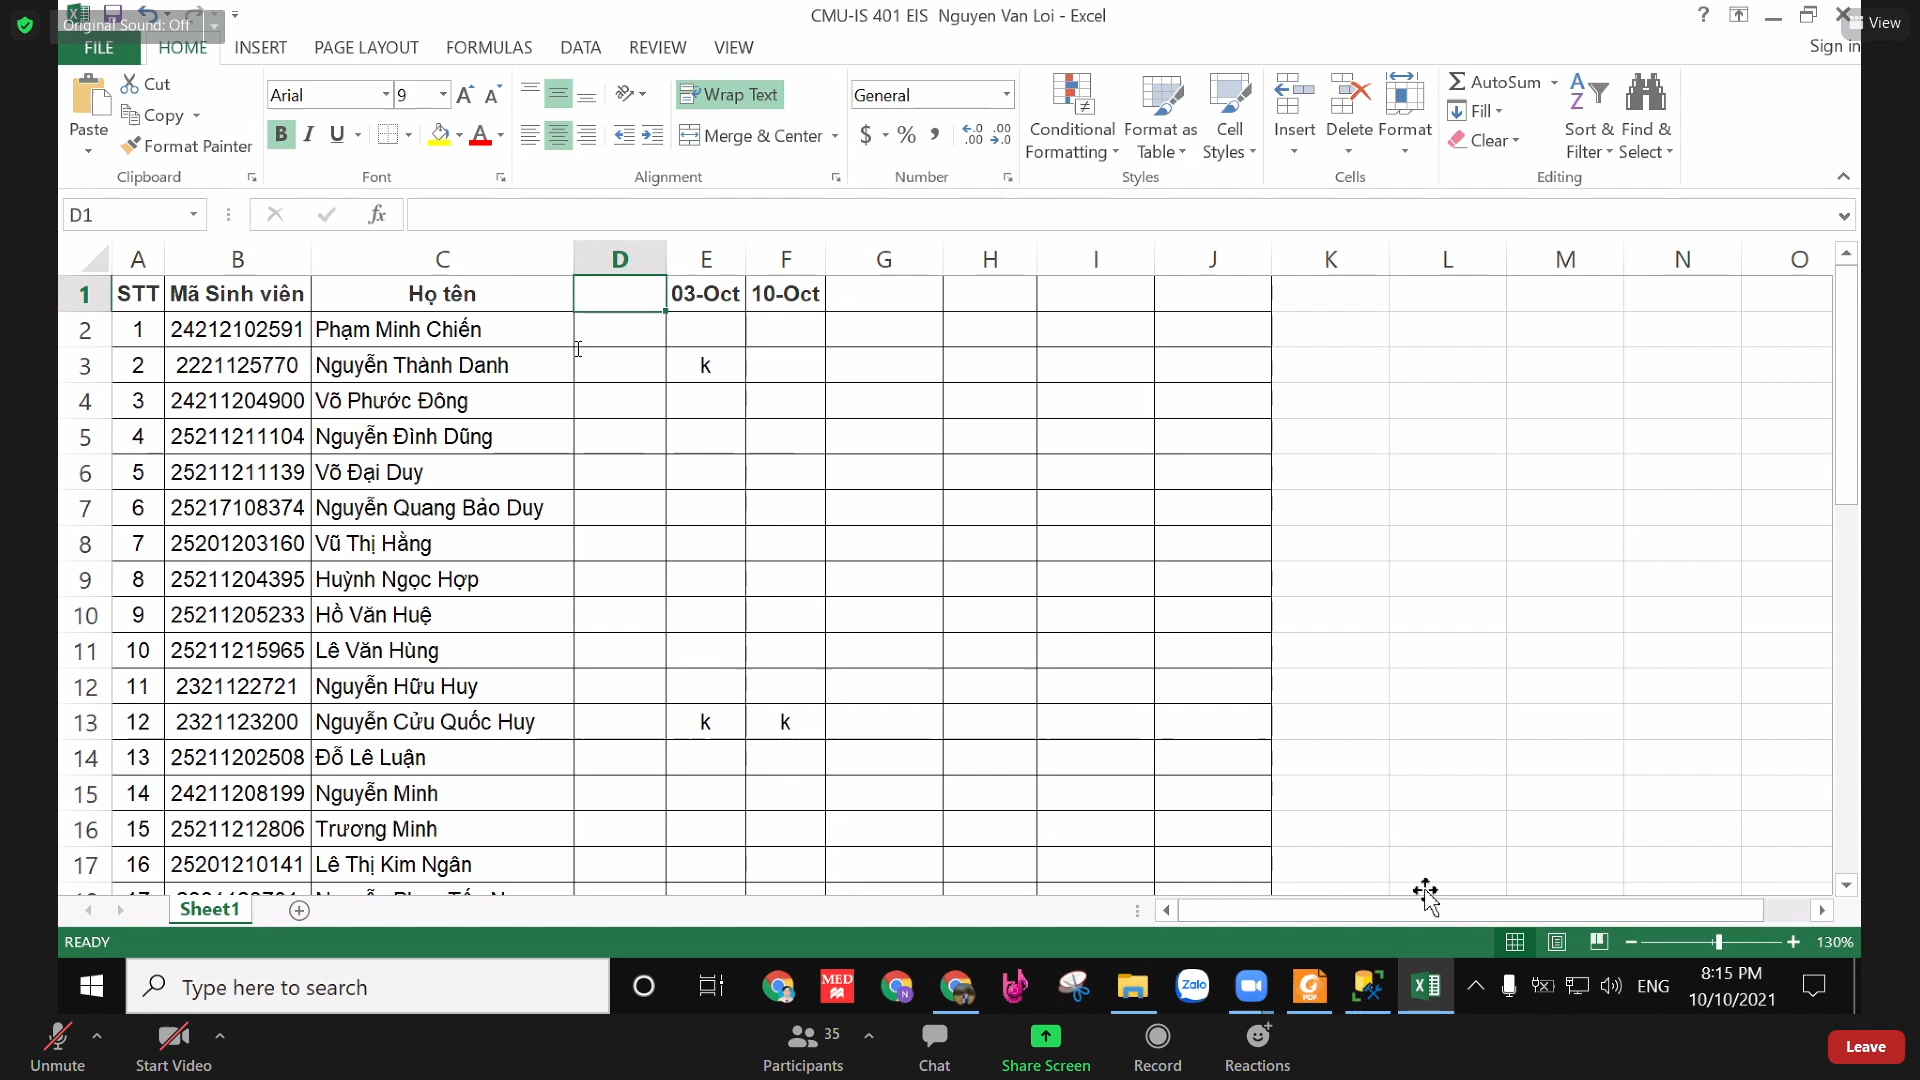 Original Sound: Off
CMU-IS 401 EIS Nguyen Van Loi - Excel
View
FILE HOME INSERT PAGE LAYOUT FORMULAS DATA REVIEW VIEW
Sign in
Paste
Cut
Copy
Format Painter
Clipboard
Arial 9
B I U
Font
Wrap Text
Merge & Center
Alignment
General
$ % ,
Number
Conditional Formatting
Format as Table
Cell Styles
Styles
Insert Delete Format
Cells
AutoSum
Fill
Clear
Sort & Filter
Find & Select
Editing
D1
fx
A B C D E F G H I J K L M N O
1 STT Mã Sinh viên Họ tên 03-Oct 10-Oct
2 1 24212102591 Phạm Minh Chiến
3 2 2221125770 Nguyễn Thành Danh k
4 3 24211204900 Võ Phước Đông
5 4 25211211104 Nguyễn Đình Dũng
6 5 25211211139 Võ Đại Duy
7 6 25217108374 Nguyễn Quang Bảo Duy
8 7 25201203160 Vũ Thị Hằng
9 8 25211204395 Huỳnh Ngọc Hợp
10 9 25211205233 Hồ Văn Huệ
11 10 25211215965 Lê Văn Hùng
12 11 2321122721 Nguyễn Hữu Huy
13 12 2321123200 Nguyễn Cửu Quốc Huy k k
14 13 25211202508 Đỗ Lê Luận
15 14 24211208199 Nguyễn Minh
16 15 25211212806 Trương Minh
17 16 25201210141 Lê Thị Kim Ngân
Sheet1
READY
130%
Type here to search
MED
Zalo
ENG
8:15 PM
10/10/2021
Unmute
Start Video
35
Participants
Chat
Share Screen
Record
Reactions
Leave